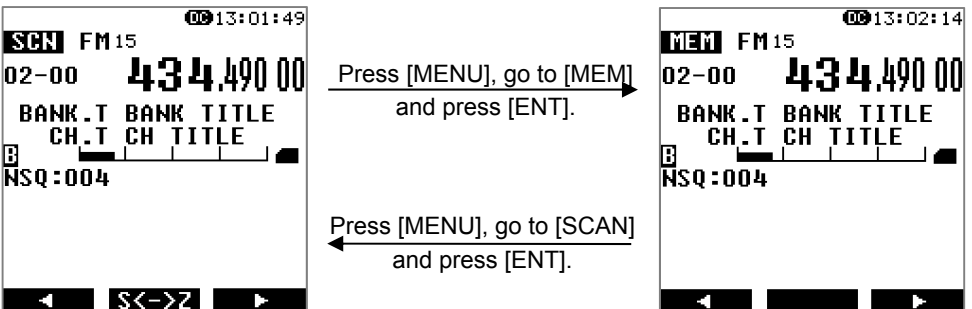 DC 13:01:49
SCN FM15
02-00 434.490 00
BANK.T BANK TITLE
CH.T CH TITLE
B
NSQ:004
S<->Z
Press [MENU], go to [MEM]
and press [ENT].
Press [MENU], go to [SCAN]
and press [ENT].
DC 13:02:14
MEM FM15
02-00 434.490 00
BANK.T BANK TITLE
CH.T CH TITLE
B
NSQ:004